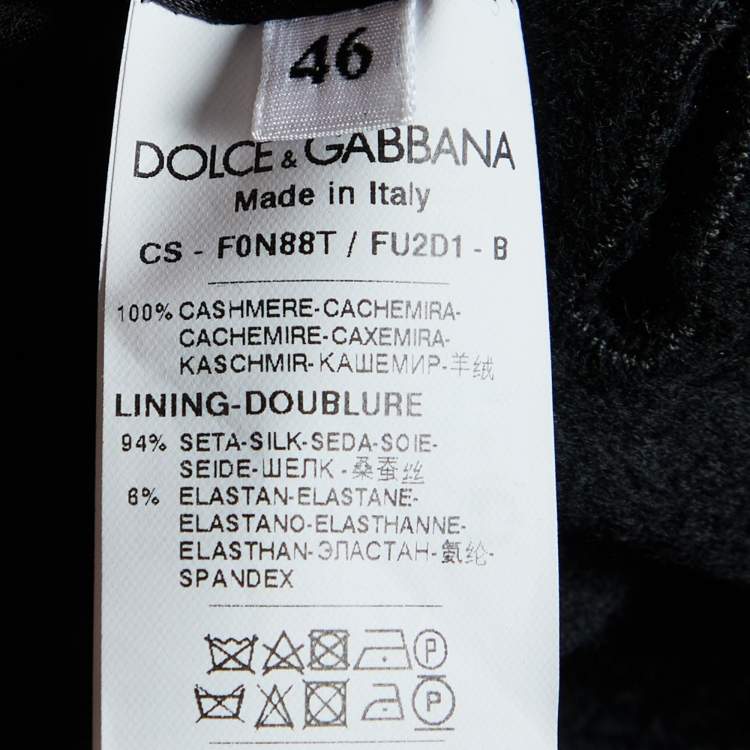 46
DOLCE & GABBANA
Made in Italy
CS - F0N88T / FU2D1 - B
100% CASHMERE-CACHEMIRA-
CACHEMIRE-CAXEMIRA-
KASCHMIR-КАШЕМИР-羊绒
LINING-DOUBLURE
94% SETA-SILK-SEDA-SOIE-
SEIDE-ШЕЛК-桑蚕丝
6% ELASTAN-ELASTANE-
ELASTANO-ELASTHANNE-
ELASTHAN-ЭЛАСТАН-氨纶-
SPANDEX
P
P